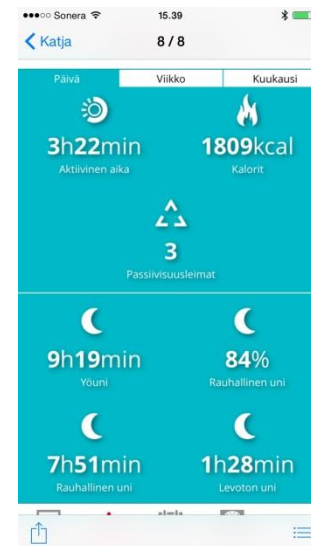 Sonera 15.39
Katja 8 / 8
Päivä Viikko Kuukausi
3h22min 1809kcal
Aktiivinen aika Kalorit
3
Passiivisuusleimat
9h19min 84%
Yöuni Rauhallinen uni
7h51min 1h28min
Rauhallinen uni Levoton uni